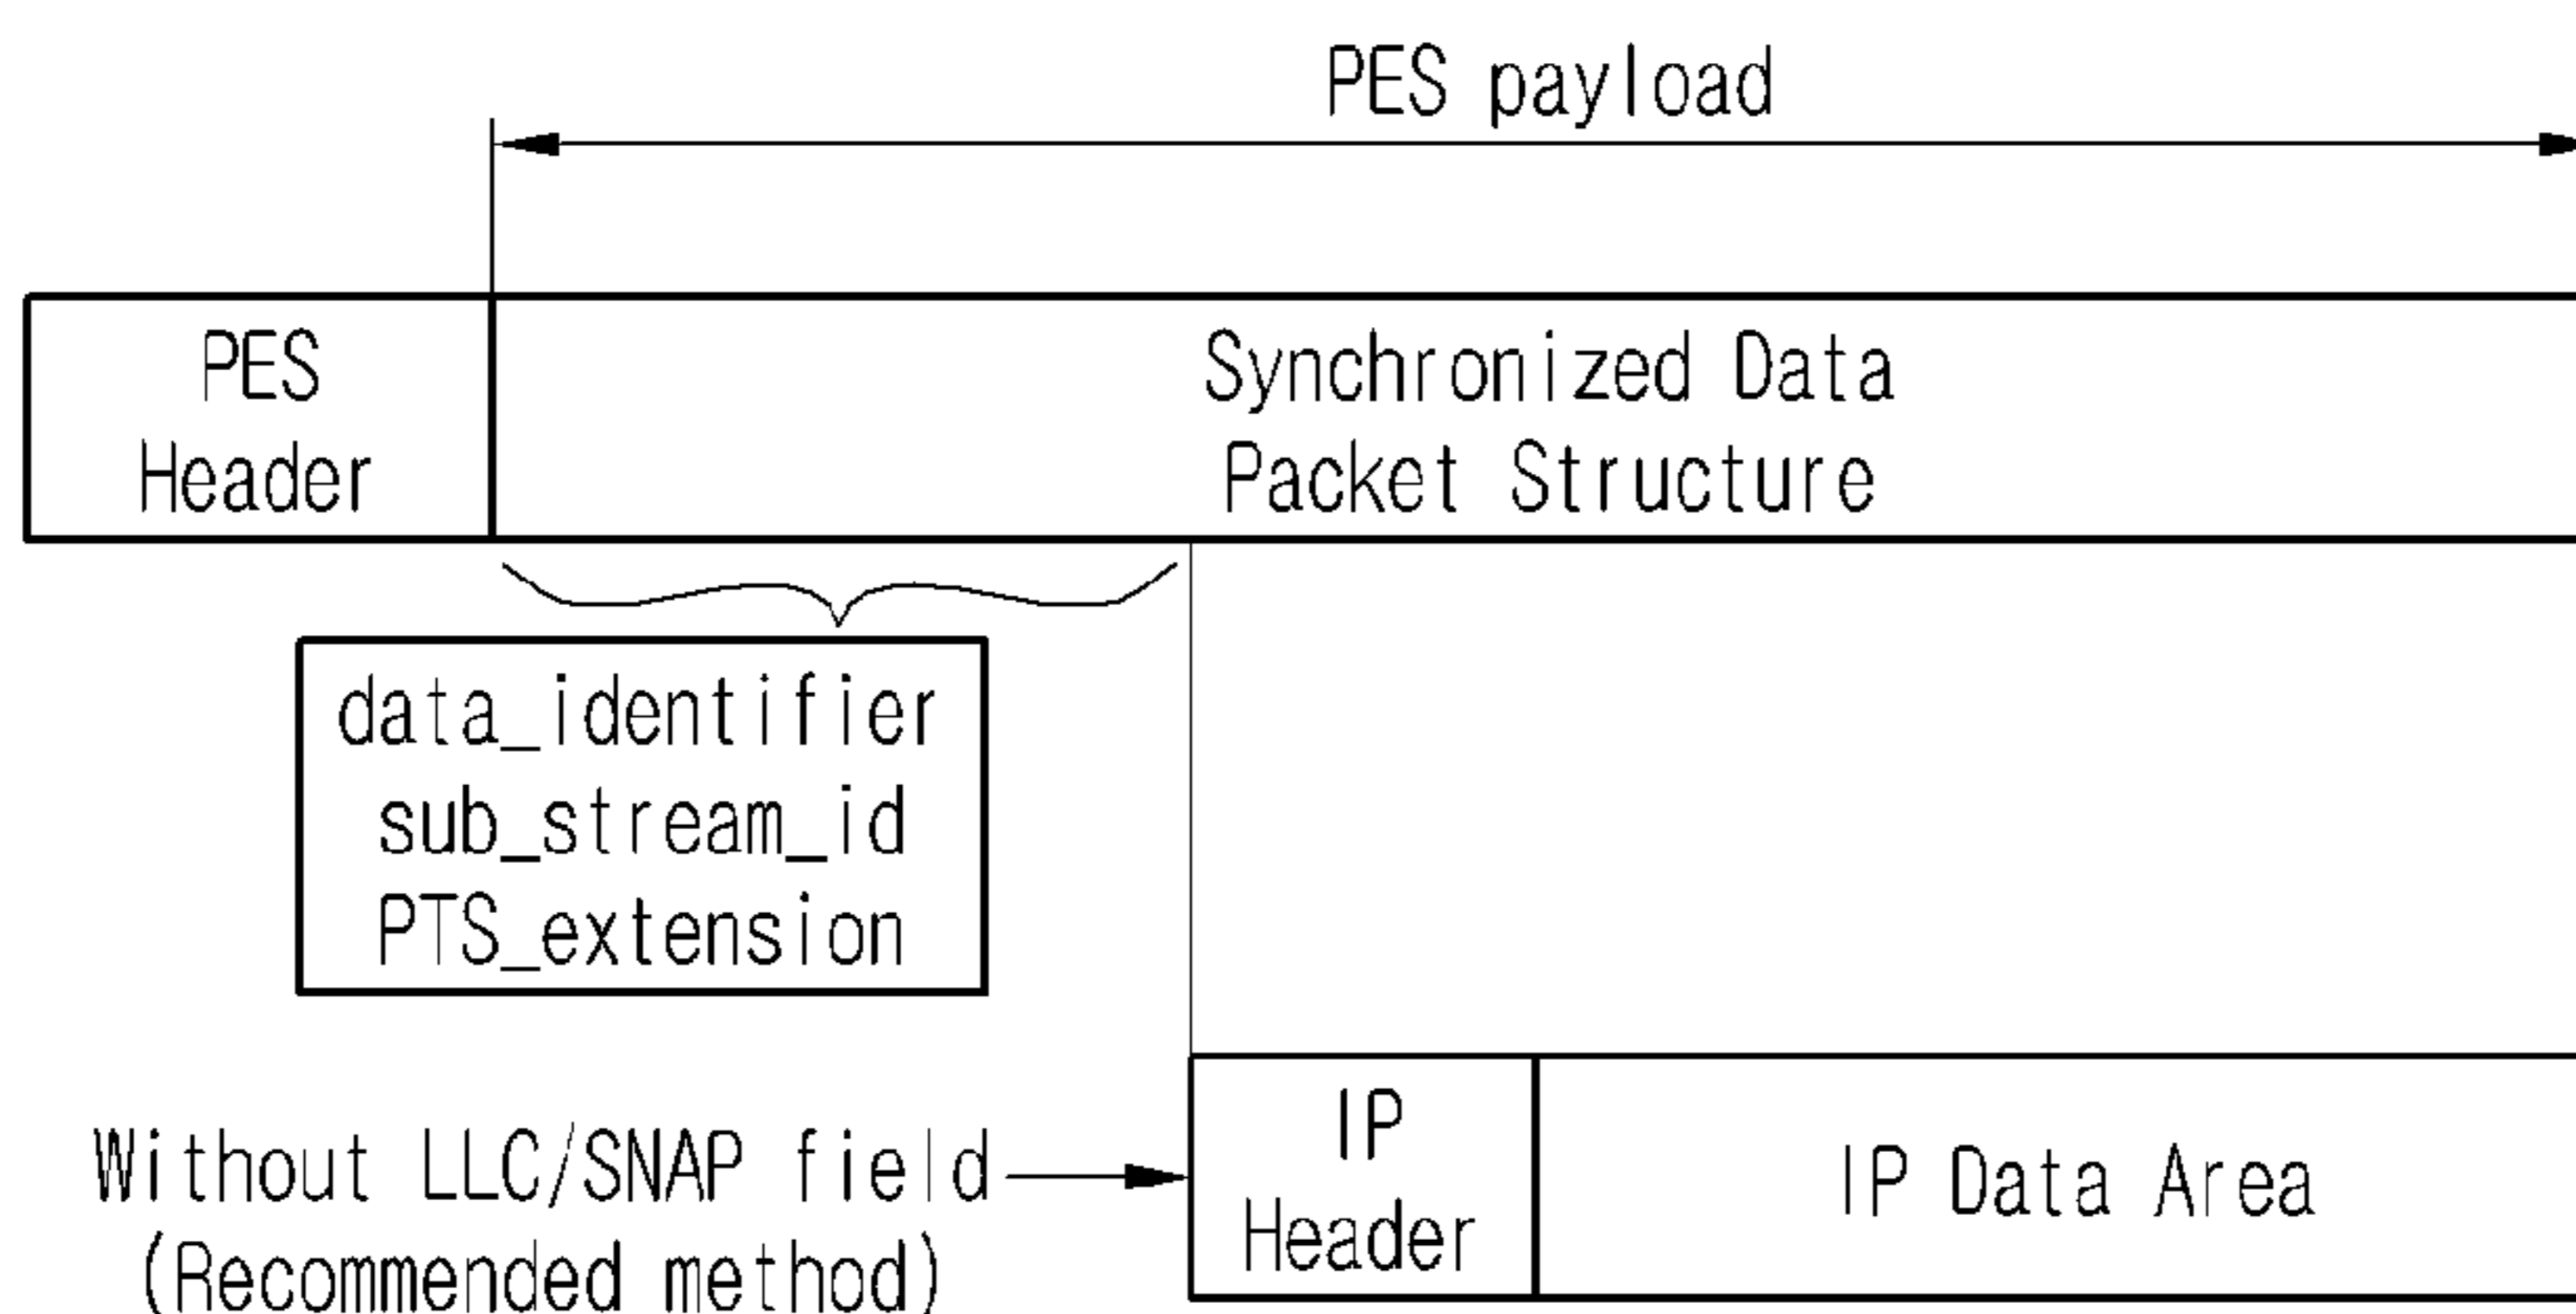 PES payload
PES
Header
Synchronized Data
Packet Structure
data_identifier
sub_stream_id
PTS_extension
Without LLC/SNAP field
(Recommended method)
IP
Header
IP Data Area